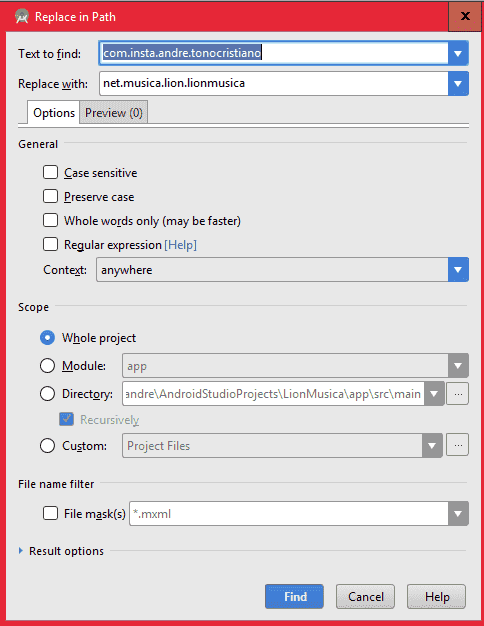 Replace in Path
Text to find: com.insta.andre.tonocristiano
Replace with: net.musica.lion.lionmusica
Options Preview (0)
General
Case sensitive
Preserve case
Whole words only (may be faster)
Regular expression [Help]
Context: anywhere
Scope
Whole project
Module: app
Directory: andre\AndroidStudioProjects\LionMusica\app\src\main ...
Recursively
Custom: Project Files ...
File name filter
File mask(s) *.mxml
Result options
Find Cancel Help